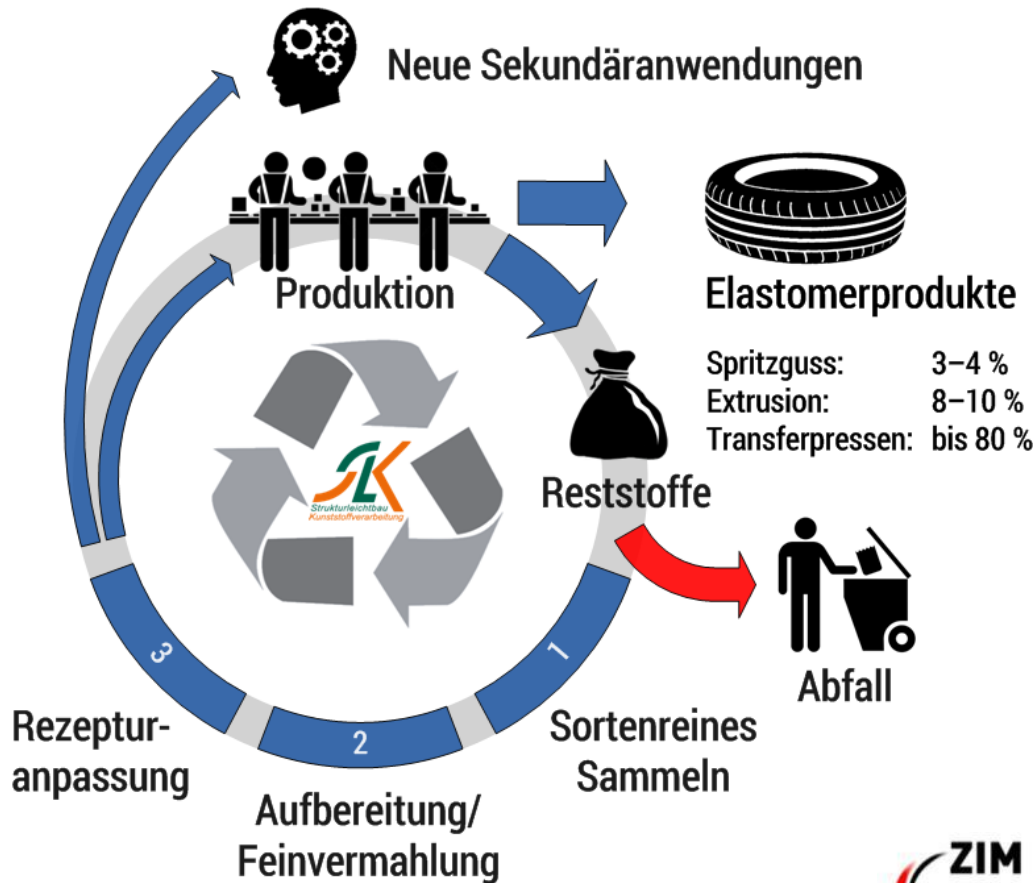 Neue Sekundäranwendungen
Produktion
Elastomerprodukte
Spritzguss: 3–4 %
Extrusion: 8–10 %
Transferpressen: bis 80 %
Reststoffe
SLK
Strukturleichtbau
Kunststoffverarbeitung
Abfall
1
Sortenreines
Sammeln
2
Aufbereitung/
Feinvermahlung
3
Rezeptur-
anpassung
ZIM